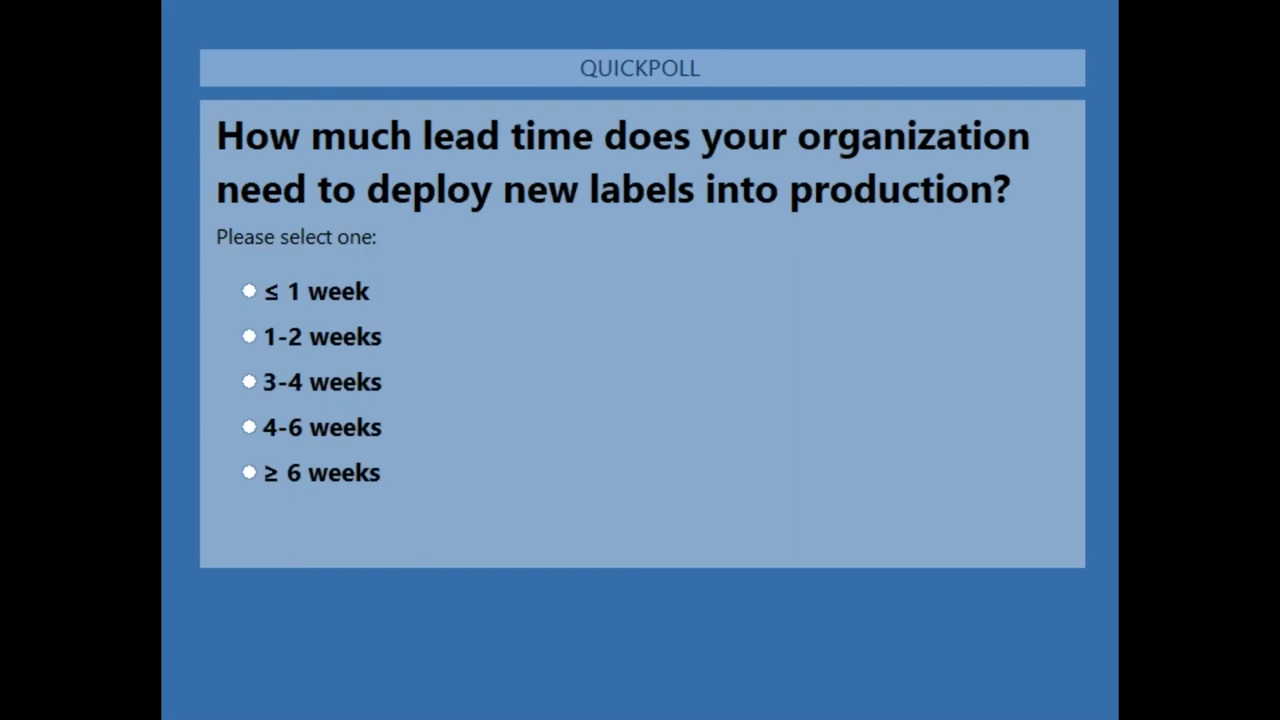 QUICKPOLL
How much lead time does your organization
need to deploy new labels into production?
Please select one:
≤ 1 week
1-2 weeks
3-4 weeks
4-6 weeks
≥ 6 weeks